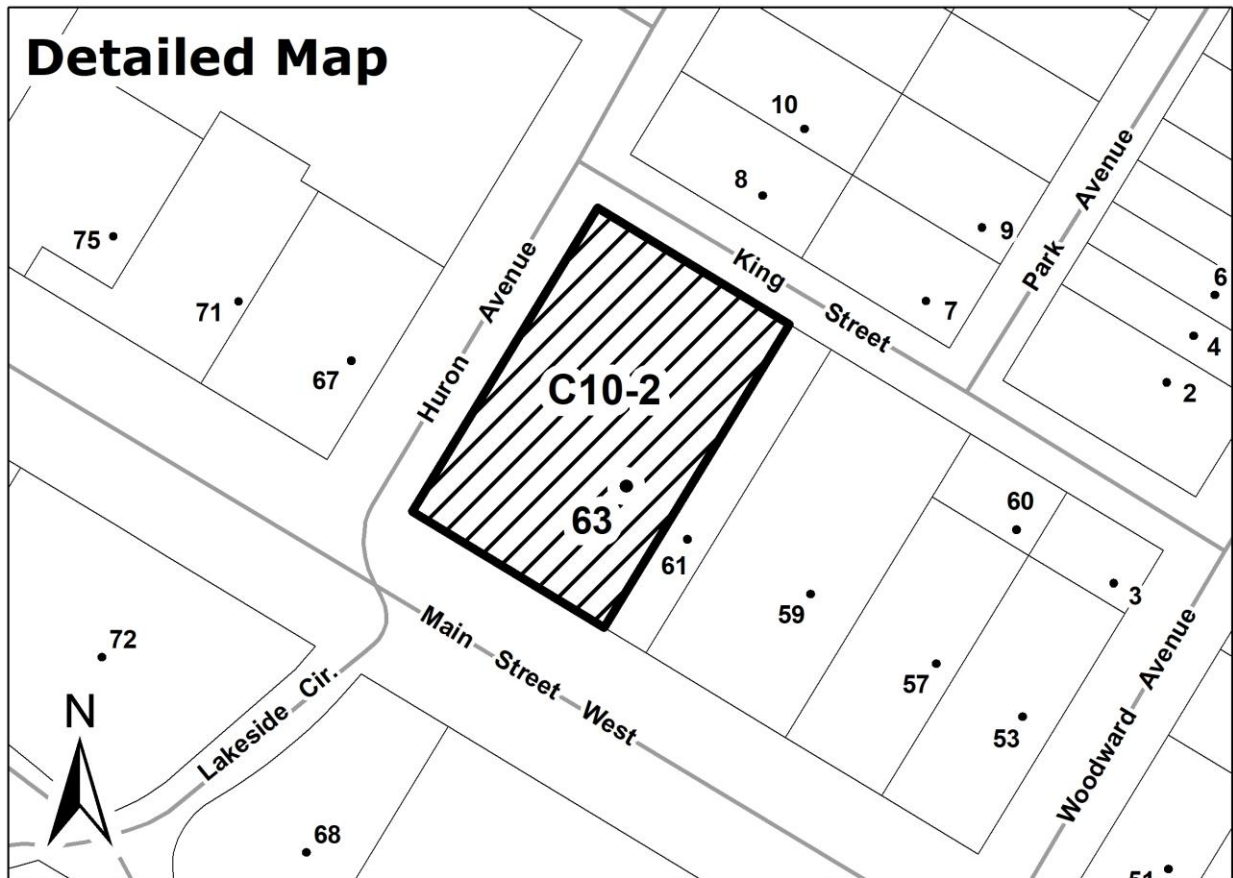 Detailed Map
10
8
9
7
6
4
2
75
71
67
Huron Avenue
King Street
Park Avenue
C10-2
63
61
59
60
3
57
53
72
Main Street West
Lakeside Cir.
Woodward Avenue
N
68
51